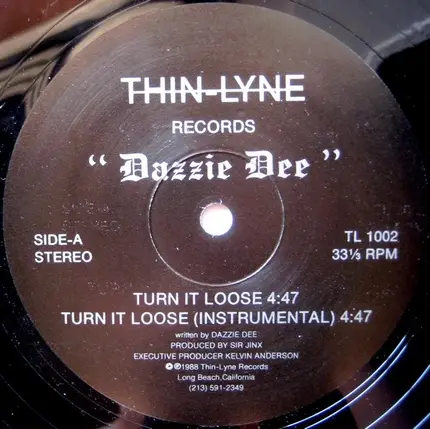 THIN-LYNE
RECORDS
“ Dazzie Dee ”
SIDE-A
STEREO
TL 1002
33⅓ RPM
TURN IT LOOSE 4:47
TURN IT LOOSE (INSTRUMENTAL) 4:47
written by DAZZIE DEE
PRODUCED BY SIR JINX
EXECUTIVE PRODUCER KELVIN ANDERSON
℗©1988 Thin-Lyne Records
Long Beach,California
(213) 591-2349